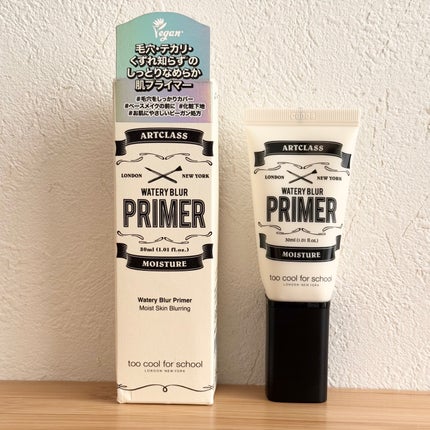 Vegan
毛穴・テカリ・
くずれ知らず*の
しっとりなめらか
肌プライマー
#毛穴をしっかりカバー
#ベースメイクの前に #化粧下地
#お肌にやさしいビーガン処方
ARTCLASS
LONDON NEW YORK
WATERY BLUR
PRIMER
30ml (1.01 fl.oz.)
MOISTURE
Watery Blur Primer
Moist Skin Blurring
too cool for school
LONDON NEW YORK
ARTCLASS
LONDON NEW YORK
WATERY BLUR
PRIMER
30ml (1.01 fl.oz.)
MOISTURE
too cool for school
LONDON NEW YORK